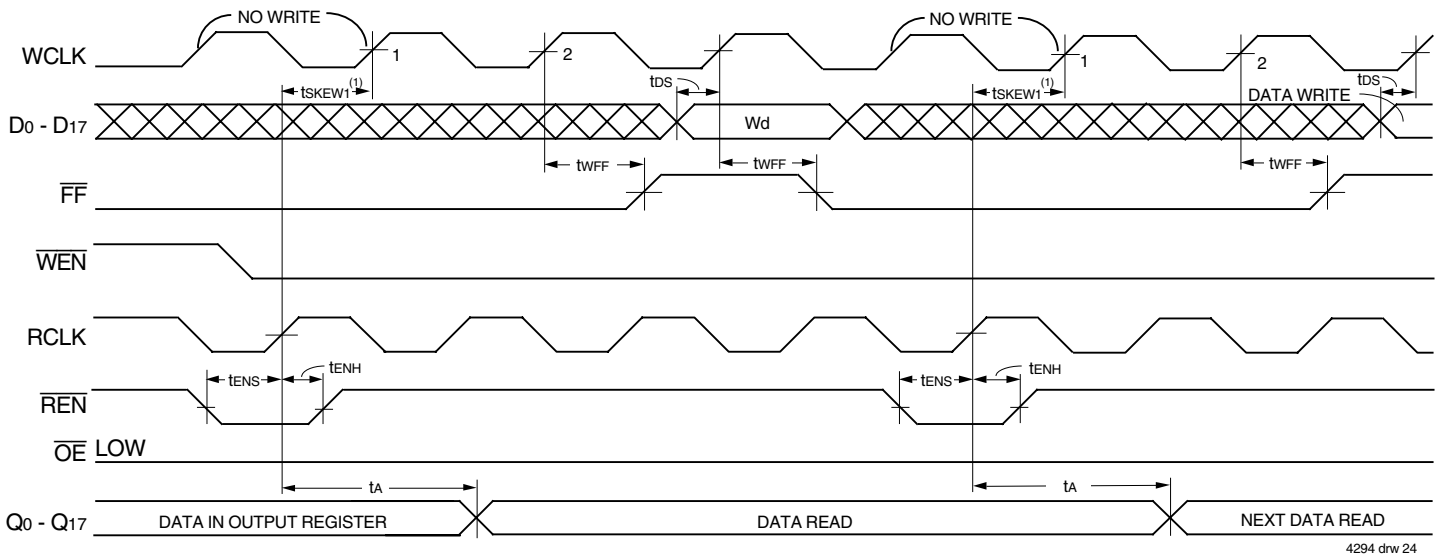 NO WRITE NO WRITE
WCLK 1 2 1 2
tSKEW1(1) tDS tSKEW1(1) tDS
D0 - D17 Wd DATA WRITE
tWFF tWFF tWFF
FF
WEN
RCLK
tENS tENH tENS tENH
REN
OE LOW
tA tA
Q0 - Q17 DATA IN OUTPUT REGISTER DATA READ NEXT DATA READ
4294 drw 24